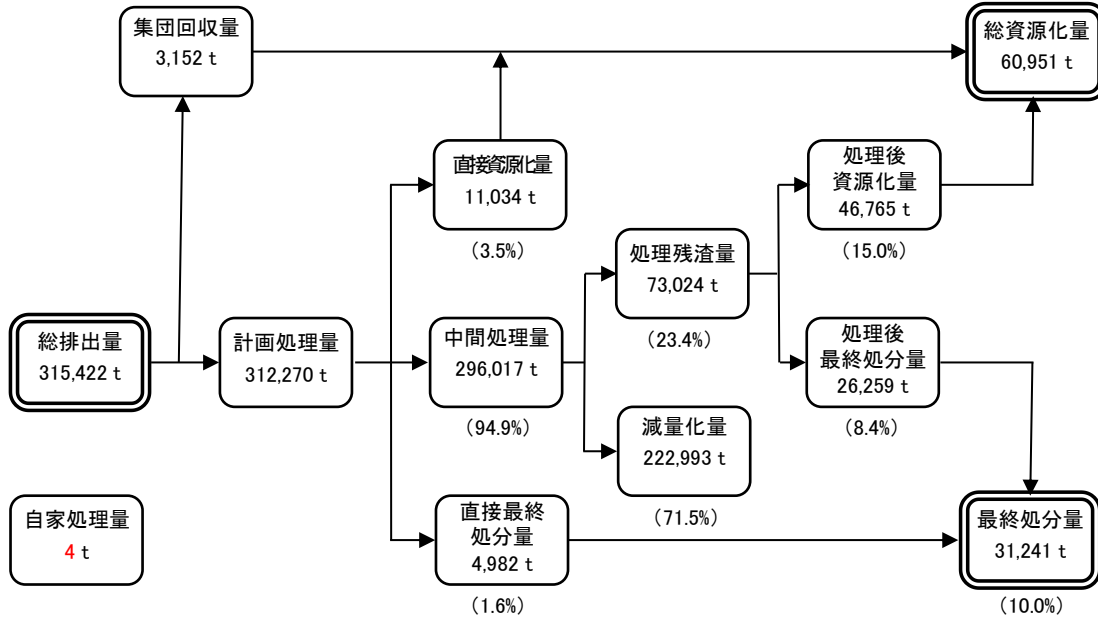 集団回収量
3,152 t
総資源化量
60,951 t
直接資源化量
11,034 t
(3.5%)
処理後
資源化量
46,765 t
(15.0%)
処理残渣量
73,024 t
(23.4%)
総排出量
315,422 t
計画処理量
312,270 t
中間処理量
296,017 t
(94.9%)
処理後
最終処分量
26,259 t
(8.4%)
減量化量
222,993 t
(71.5%)
自家処理量
4 t
直接最終
処分量
4,982 t
(1.6%)
最終処分量
31,241 t
(10.0%)